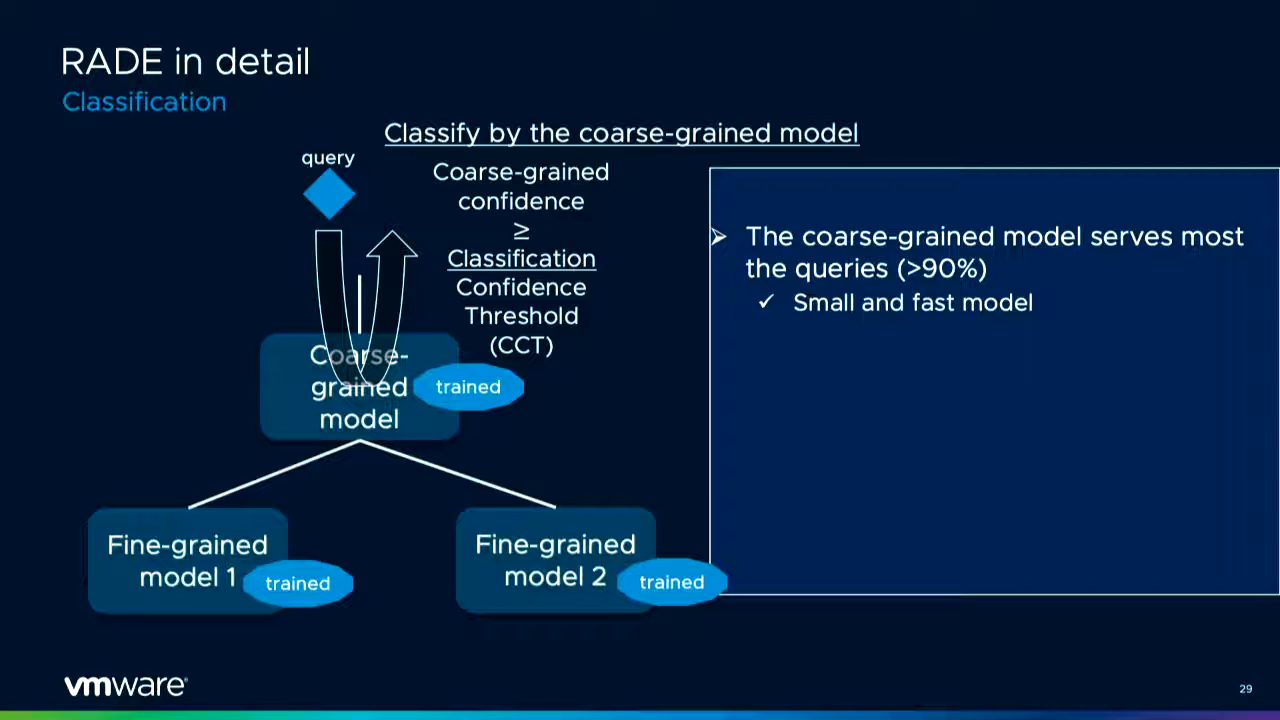 RADE in detail
Classification
Classify by the coarse-grained model
query
Coarse-grained
confidence
≥
Classification
Confidence
Threshold
(CCT)
Coarse-
grained
model
trained
Fine-grained
model 1
trained
Fine-grained
model 2
trained
➢ The coarse-grained model serves most
the queries (>90%)
✓ Small and fast model
vmware®
29